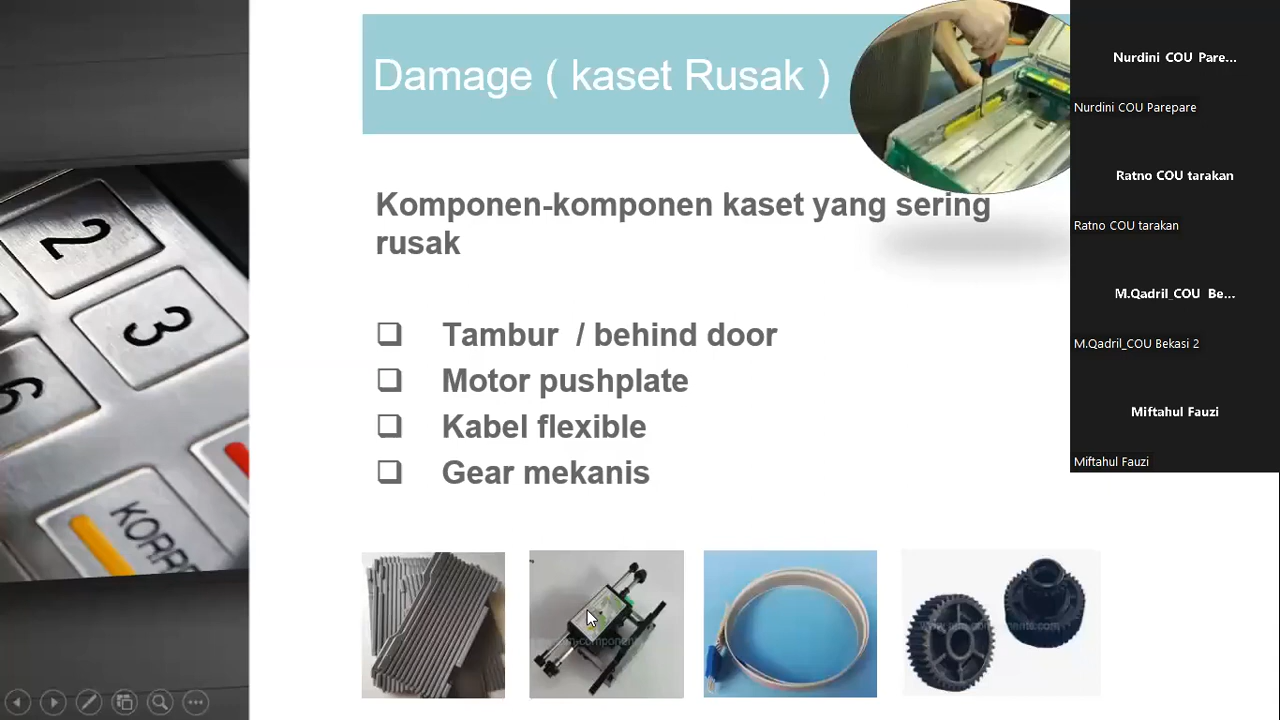 Damage ( kaset Rusak )
Komponen-komponen kaset yang sering
rusak
❑ Tambur / behind door
❑ Motor pushplate
❑ Kabel flexible
❑ Gear mekanis
2
3
6
KORR
Nurdini COU Pare...
Nurdini COU Parepare
Ratno COU tarakan
Ratno COU tarakan
M.Qadril_COU Be...
M.Qadril_COU Bekasi 2
Miftahul Fauzi
Miftahul Fauzi